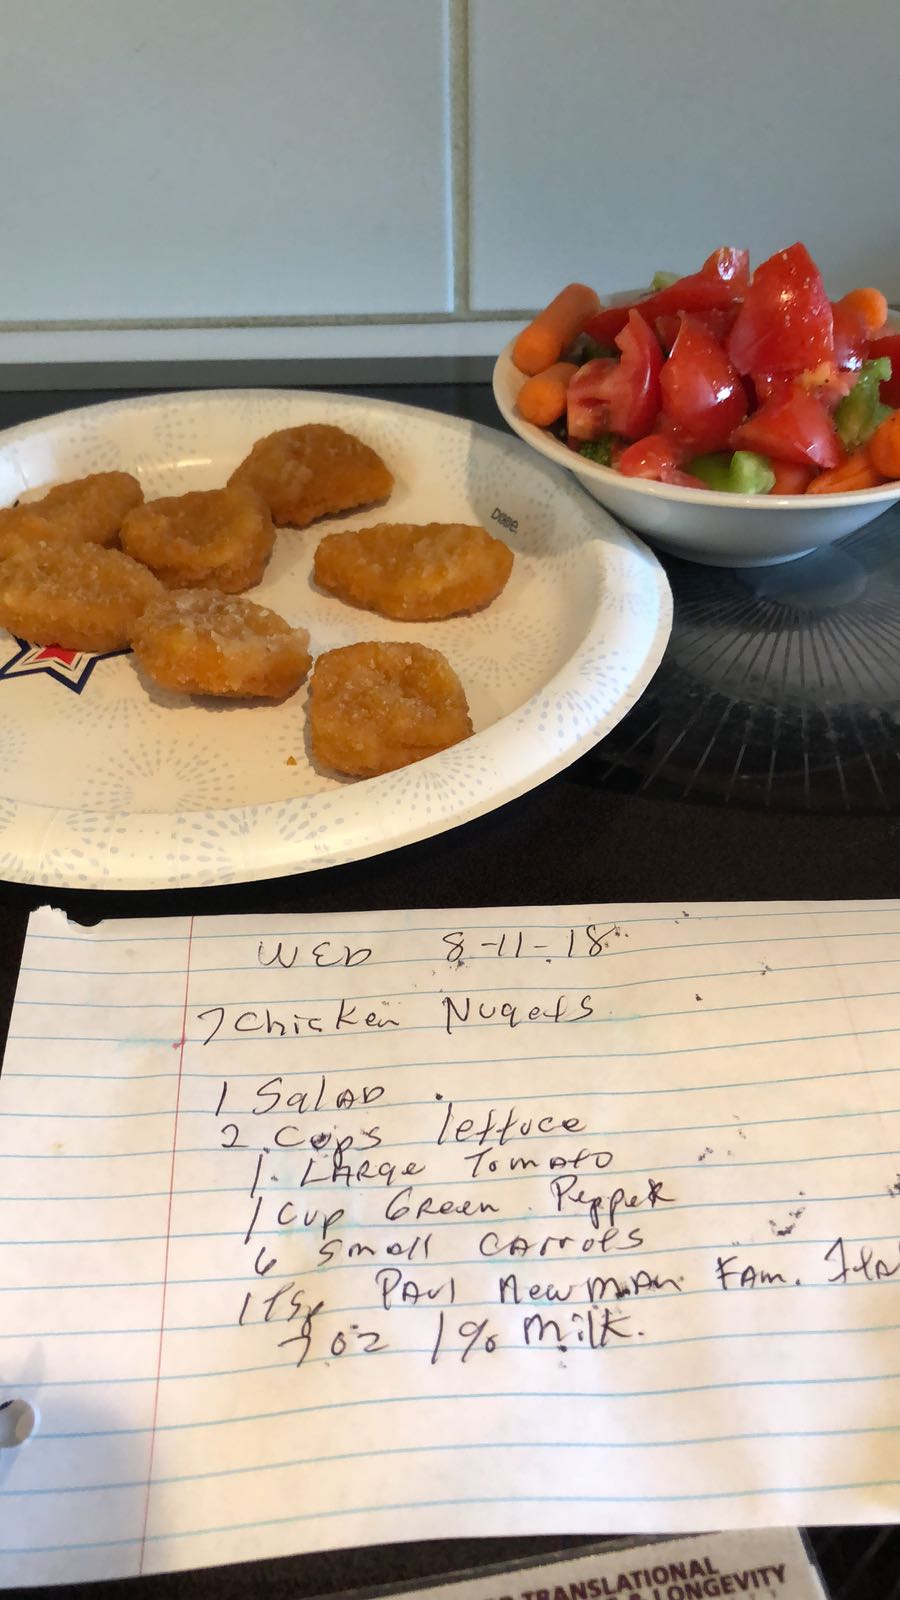 Dixie
WED 8-11-18
7 Chicken Nugets
1 Salad
2 Cups lettuce
1. LARge Tomato
1 Cup Green Pepper
6 Small CArrots
1 TSp PAUl NewmAn FAm. ItA
7 oz 1% Milk.
TRANSLATIONAL
& LONGEVITY